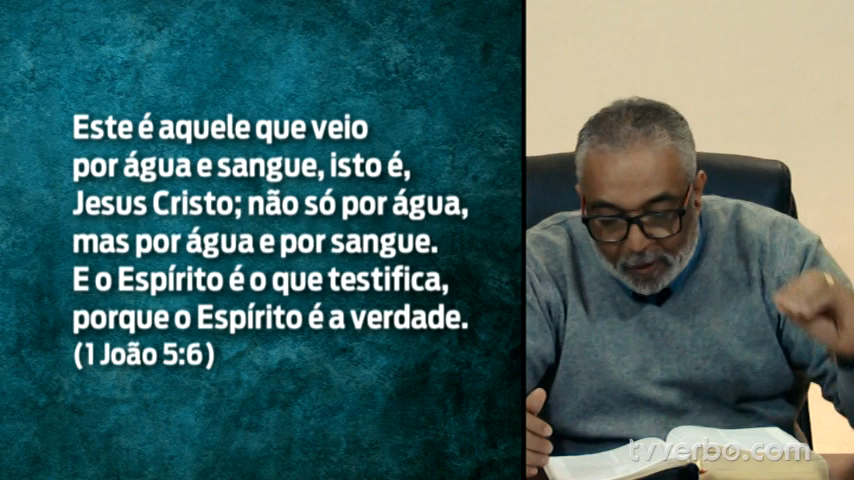 Este é aquele que veio
por água e sangue, isto é,
Jesus Cristo; não só por água,
mas por água e por sangue.
E o Espírito é o que testifica,
porque o Espírito é a verdade.
(1 João 5:6)
tvverbo.com